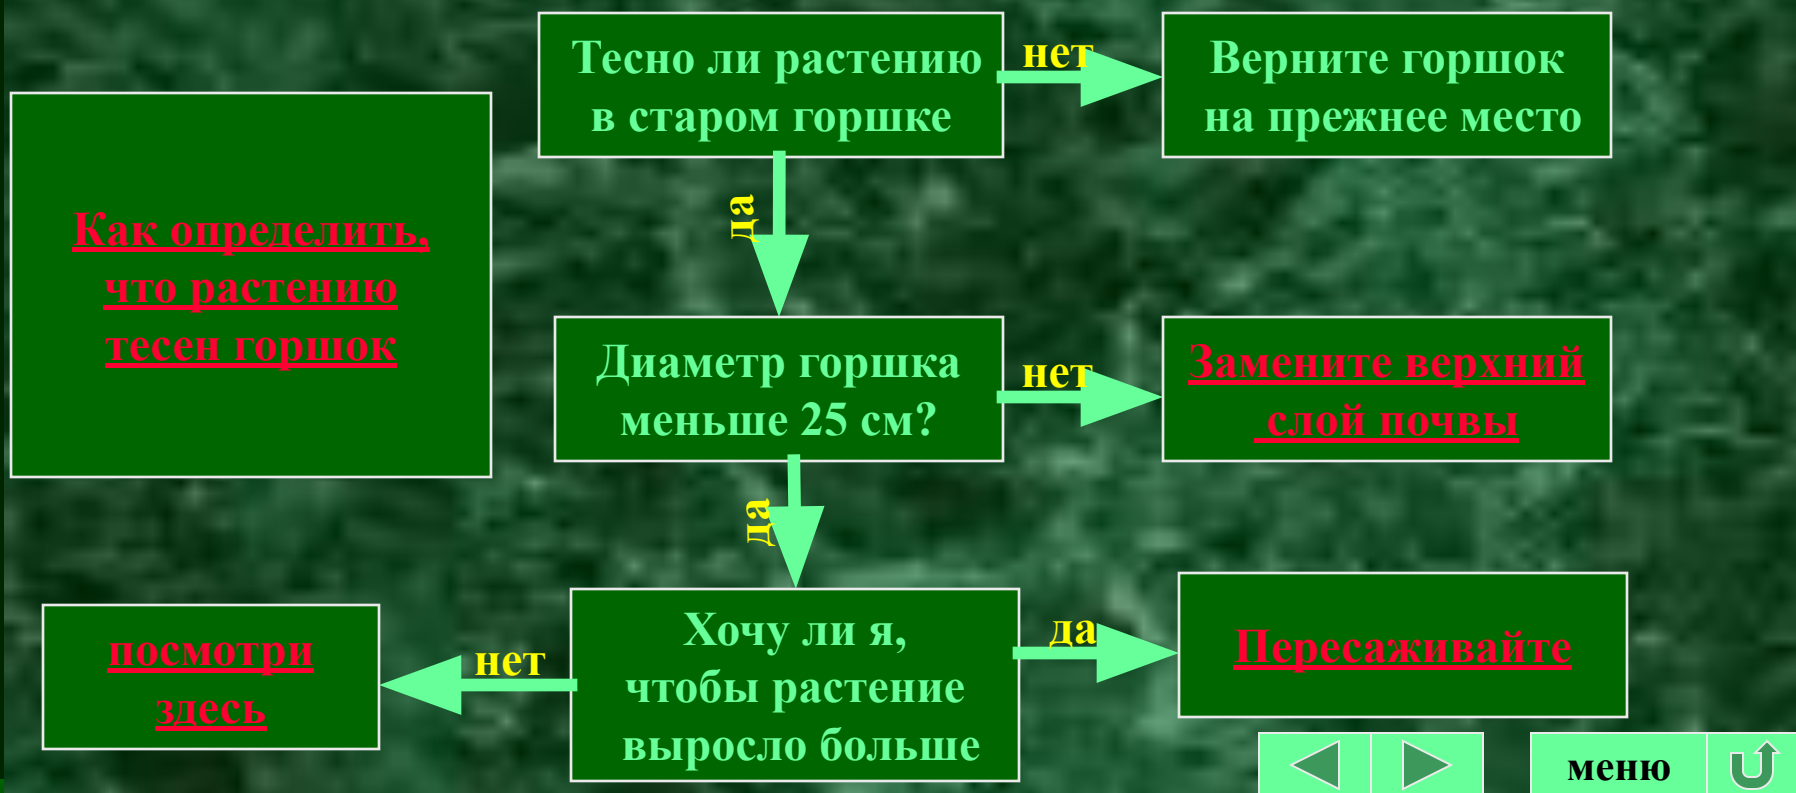 Тесно ли растению
в старом горшке
нет
Верните горшок
на прежнее место
Как определить,
что растению
тесен горшок
да
Диаметр горшка
меньше 25 см?
нет
Замените верхний
слой почвы
да
Хочу ли я,
чтобы растение
выросло больше
нет
посмотри
здесь
да
Пересаживайте
меню